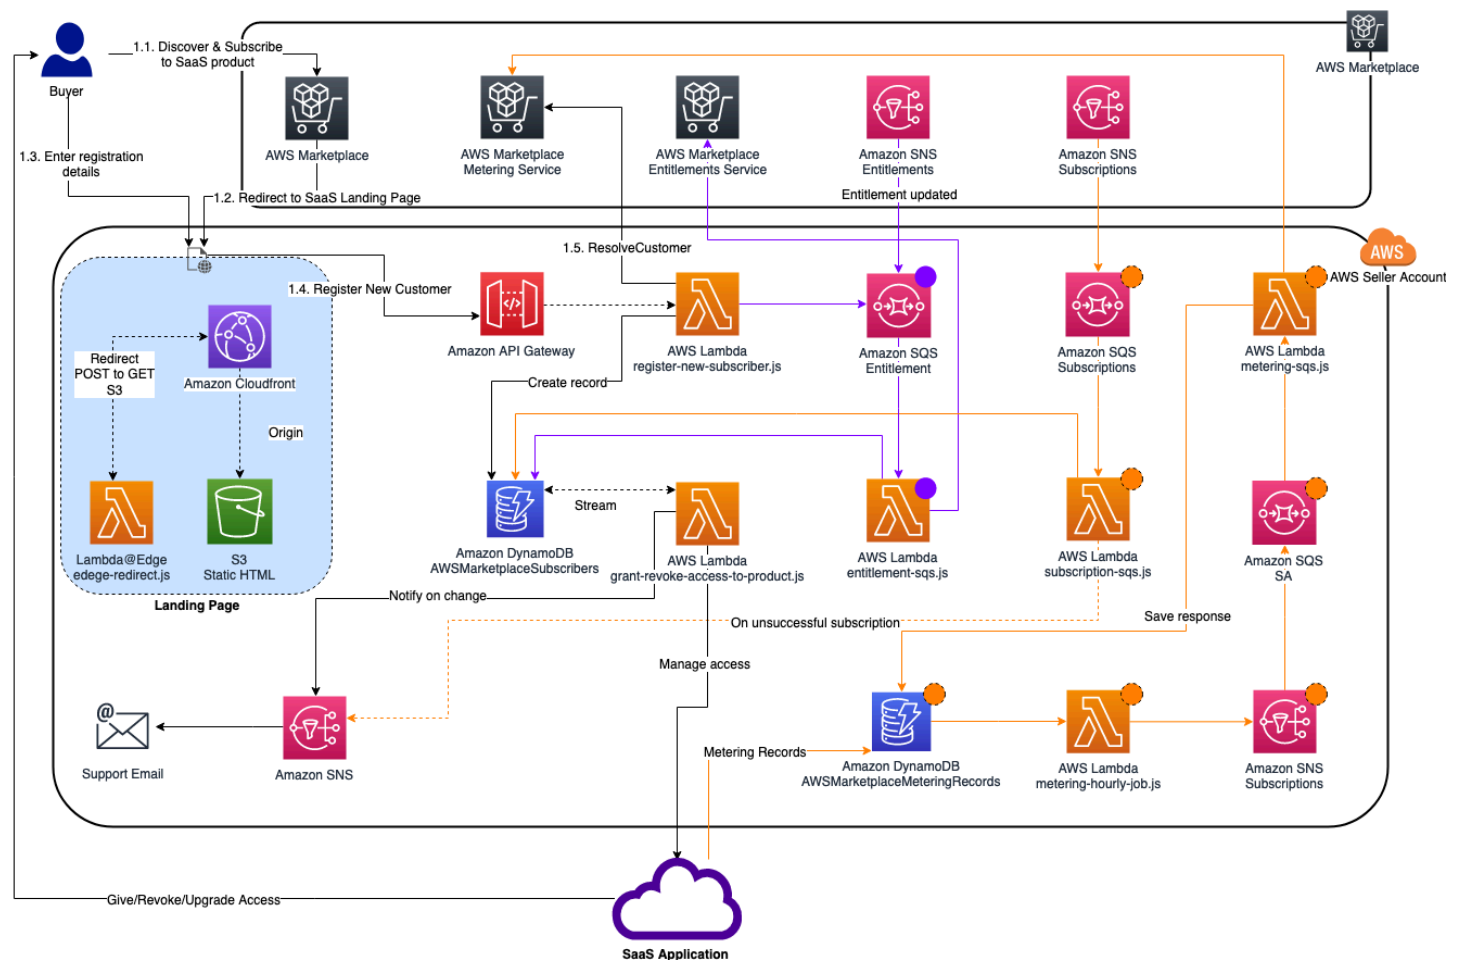 1.1. Discover & Subscribe
to SaaS product
Buyer
AWS Marketplace
AWS Marketplace
AWS Marketplace
Metering Service
AWS Marketplace
Entitlements Service
Amazon SNS
Entitlements
Amazon SNS
Subscriptions
1.3. Enter registration
details
1.2. Redirect to SaaS Landing Page
Entitlement updated
1.5. ResolveCustomer
AWS
AWS Seller Account
1.4. Register New Customer
Amazon API Gateway
AWS Lambda
register-new-subscriber.js
Amazon SQS
Entitlement
Amazon SQS
Subscriptions
AWS Lambda
metering-sqs.js
Redirect
POST to GET
S3
Amazon Cloudfront
Create record
Origin
Stream
Lambda@Edge
edege-redirect.js
S3
Static HTML
Landing Page
Amazon DynamoDB
AWSMarketplaceSubscribers
AWS Lambda
grant-revoke-access-to-product.js
AWS Lambda
entitlement-sqs.js
AWS Lambda
subscription-sqs.js
Amazon SQS
SA
Notify on change
On unsuccessful subscription
Save response
Manage access
@
Support Email
Amazon SNS
Metering Records
Amazon DynamoDB
AWSMarketplaceMeteringRecords
AWS Lambda
metering-hourly-job.js
Amazon SNS
Subscriptions
Give/Revoke/Upgrade Access
SaaS Application